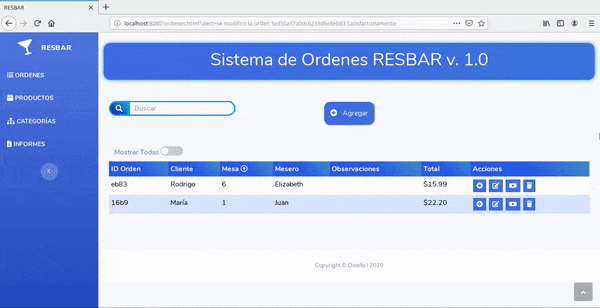 RESBAR
localhost:8080/ordenes.html?alert=se modifico la orden
Satisfactoriamente
RESBAR
Sistema de Ordenes RESBAR v. 1.0
ORDENES
PRODUCTOS
CATEGORÍAS
INFORMES
Buscar
Agregar
Mostrar Todas
ID Orden Cliente Mesa Mesero Observaciones Total Acciones
eb83 Rodrigo 6 Elizabeth $15.99
16b9 María 1 Juan $22.20
Copyright © Diseño I 2020